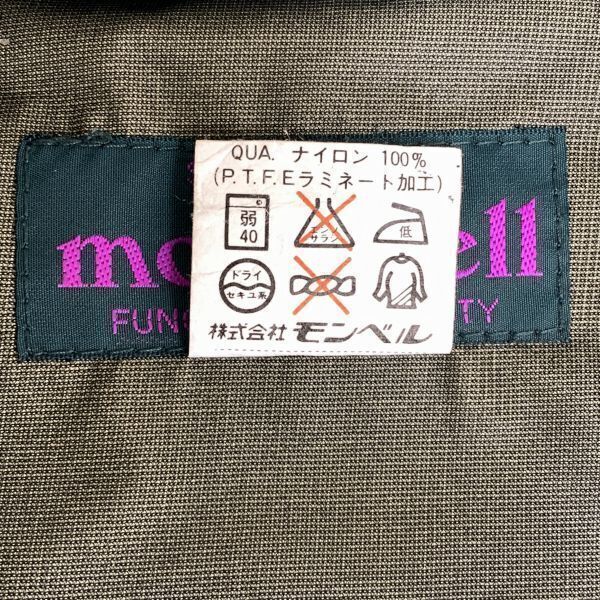 QUA. ナイロン 100%
(P.T.F.Eラミネート加工)
弱
40
エンソ
サラシ
低
ドライ
セキユ系
株式会社 モンベル
mo ell
FUN TY